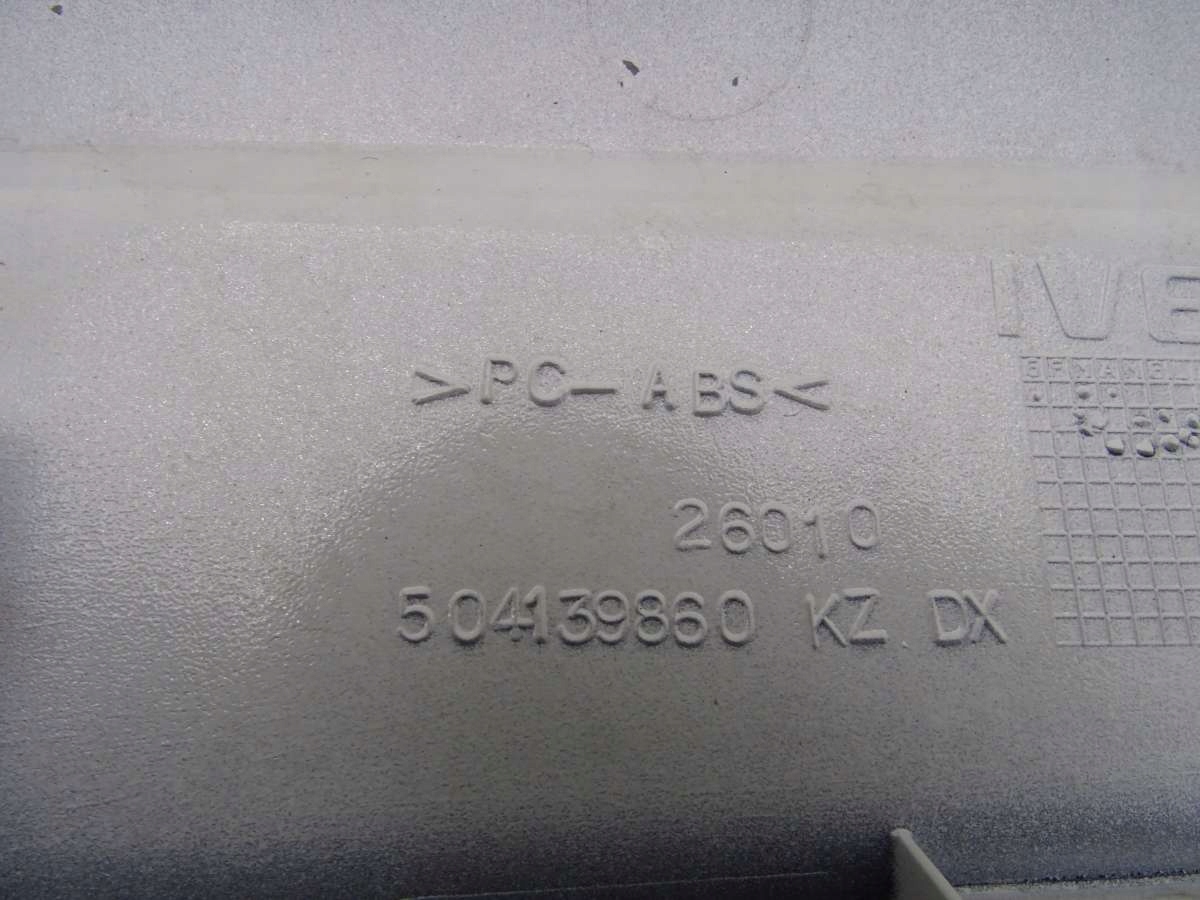 IVE
>PC-ABS<
26010
504139860 KZ DX